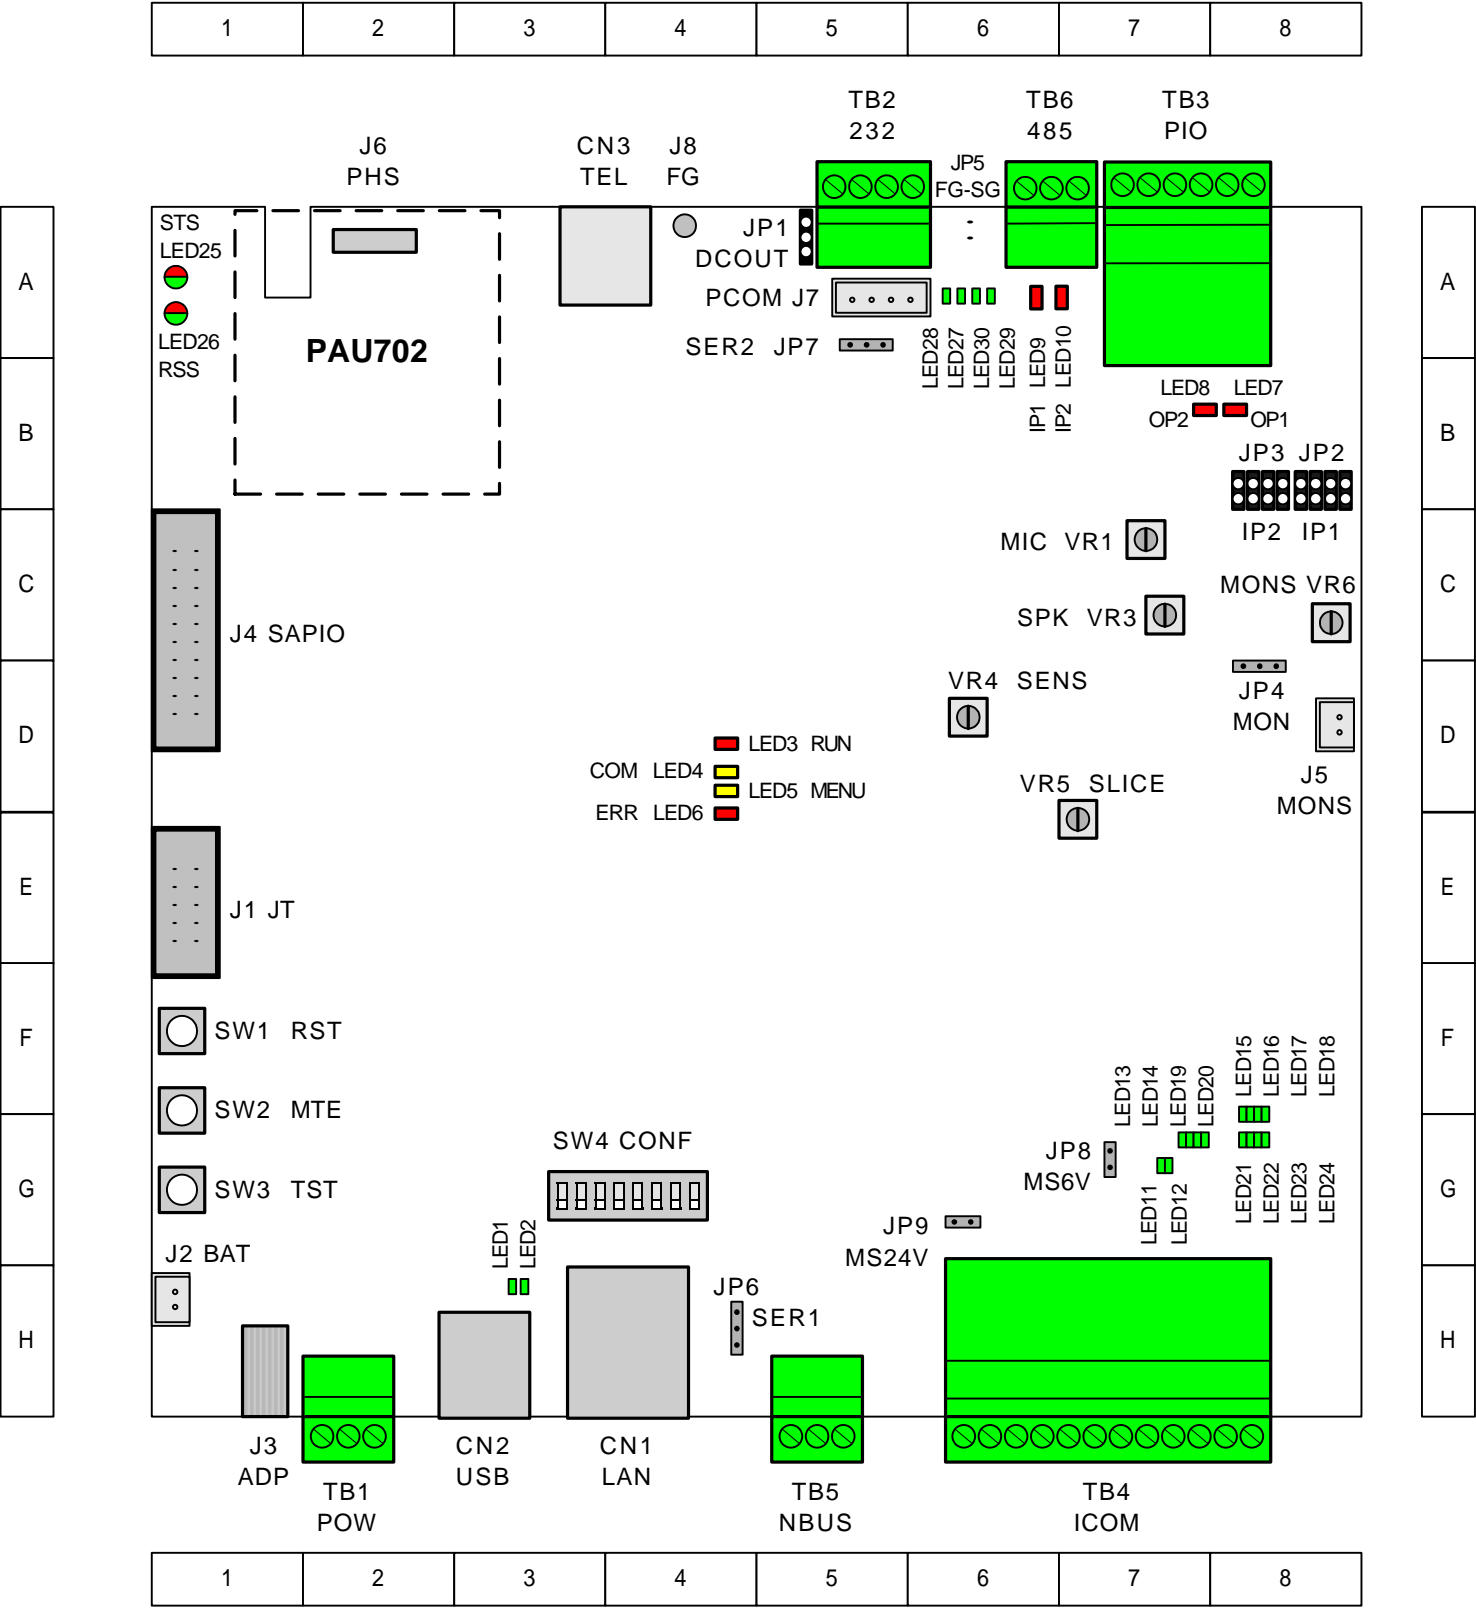 1 2 3 4 5 6 7 8
TB2 TB6 TB3
232 485 PIO
J6 CN3 J8 JP5
PHS TEL FG FG-SG
STS
LED25
LED26
RSS
PAU702
JP1
DCOUT
PCOM J7
SER2 JP7
LED28
LED27
LED30
LED29
LED9
LED10
IP1
IP2
LED8 LED7
OP2 OP1
JP3 JP2
IP2 IP1
MIC VR1
MONS VR6
SPK VR3
J4 SAPIO
VR4 SENS
JP4
MON
LED3 RUN
COM LED4
LED5 MENU
ERR LED6
VR5 SLICE
J5
MONS
J1 JT
SW1 RST
SW2 MTE
SW3 TST
LED13
LED14
LED19
LED20
LED15
LED16
LED17
LED18
SW4 CONF
JP8
MS6V
LED11
LED12
LED21
LED22
LED23
LED24
LED1
LED2
JP9
MS24V
J2 BAT
JP6
SER1
J3 CN2 CN1
ADP USB LAN
TB1 TB5 TB4
POW NBUS ICOM
1 2 3 4 5 6 7 8
A
B
C
D
E
F
G
H
A
B
C
D
E
F
G
H